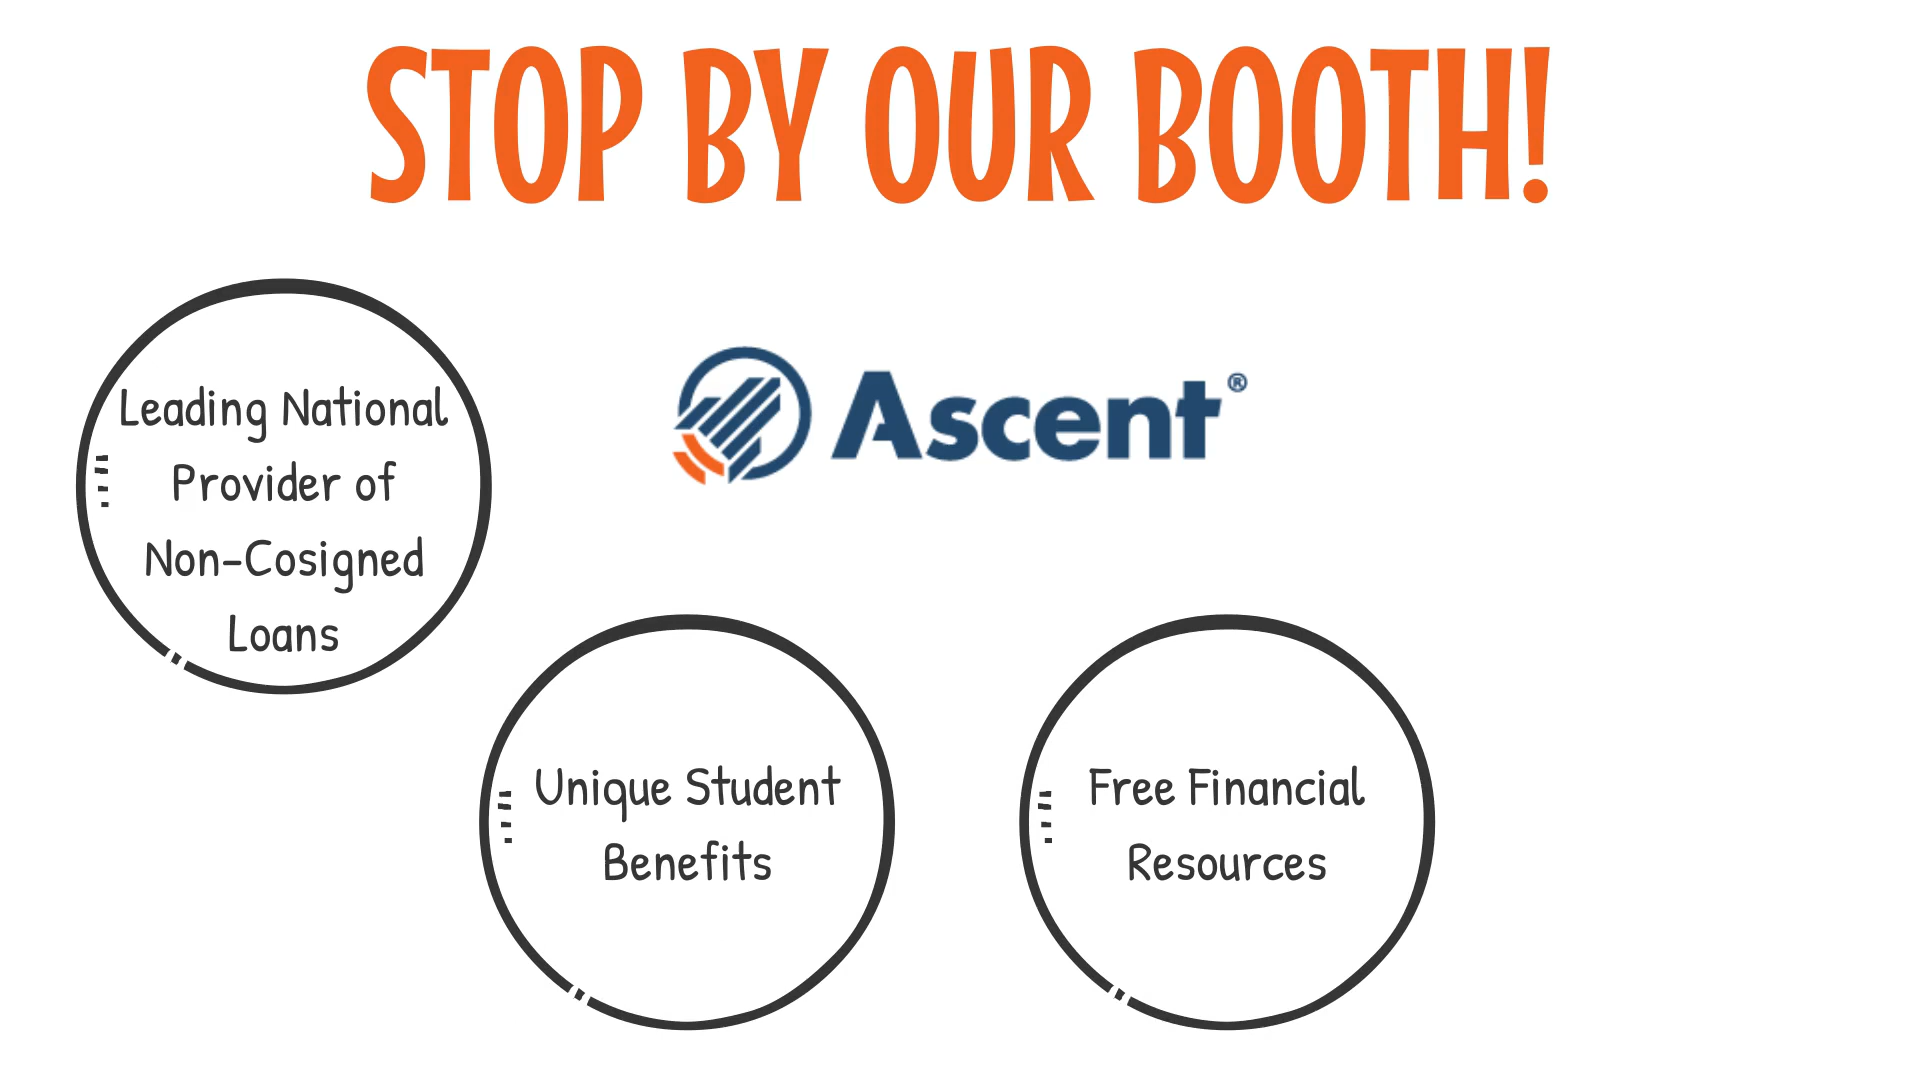 STOP BY OUR BOOTH!
Ascent®
Leading National
Provider of
Non-Cosigned
Loans
Unique Student
Benefits
Free Financial
Resources